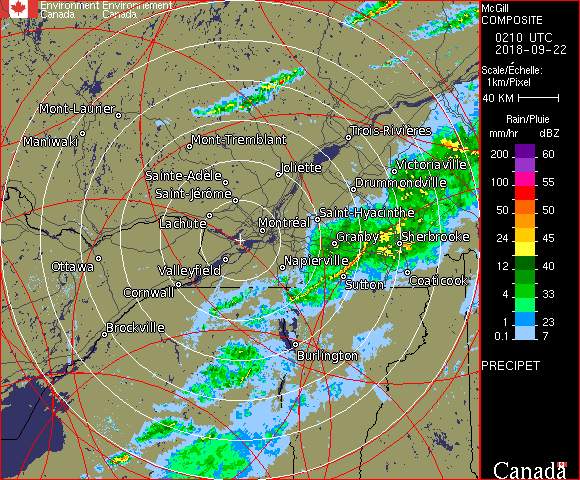 Environment Environnement
Canada Canada
Mont-Laurier
Maniwaki
Mont-Tremblant
Trois-Rivières
Joliette
Victoriaville
Sainte-Adèle
Drummondville
Saint-Jérôme
Lachute
Montréal
Saint-Hyacinthe
Granby
Sherbrooke
Ottawa
Valleyfield
Napierville
Cornwall
Sutton
Coaticook
Brockville
Burlington
McGill
COMPOSITE
0210 UTC
2018-09-22
Scale/Échelle:
1km/Pixel
40 KM
Rain/Pluie
mm/hr dBZ
200 60
100 55
50 50
24 45
12 40
4 33
1 23
0.1 7
PRECIPET
Canada